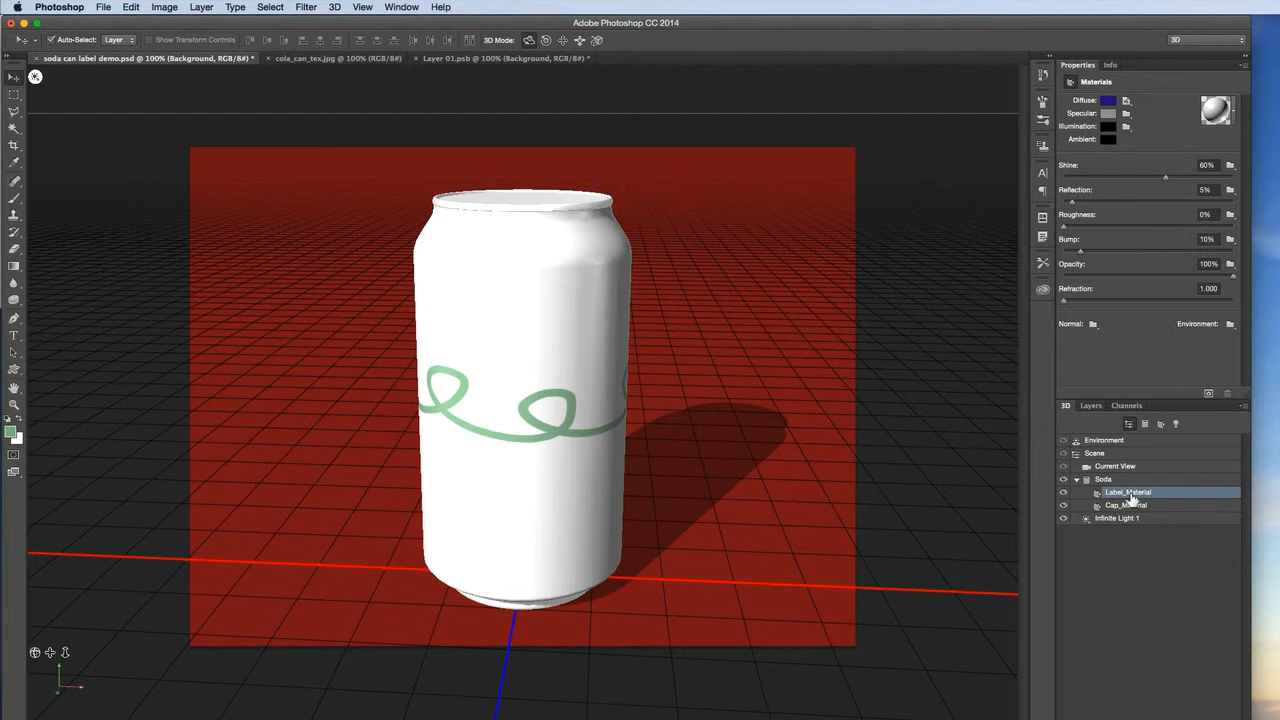 Photoshop File Edit Image Layer Type Select Filter 3D View Window Help
Adobe Photoshop CC 2014
Auto-Select: Layer Show Transform Controls 3D Mode: 3D
soda can label demo.psd @ 100% (Background, RGB/8#) * cola_can_tex.jpg @ 100% (RGB/8#) Layer 01.psb @ 100% (Background, RGB/8#) *
Properties Info
Materials
Diffuse:
Specular:
Illumination:
Ambient:
Shine: 60%
Reflection: 5%
Roughness: 0%
Bump: 10%
Opacity: 100%
Refraction: 1.000
Normal: Environment:
3D Layers Channels
Environment
Scene
Current View
Soda
Label_Material
Cap_Material
Infinite Light 1